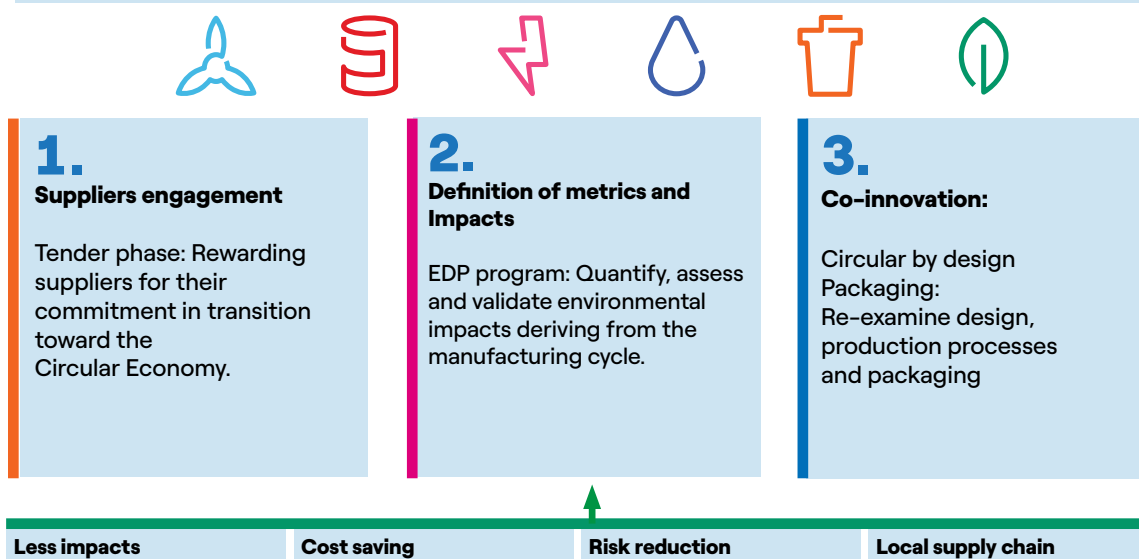 1.
Suppliers engagement
Tender phase: Rewarding
suppliers for their
commitment in transition
toward the
Circular Economy.
2.
Definition of metrics and
Impacts
EDP program: Quantify, assess
and validate environmental
impacts deriving from the
manufacturing cycle.
3.
Co-innovation:
Circular by design
Packaging:
Re-examine design,
production processes
and packaging
Less impacts
Cost saving
Risk reduction
Local supply chain